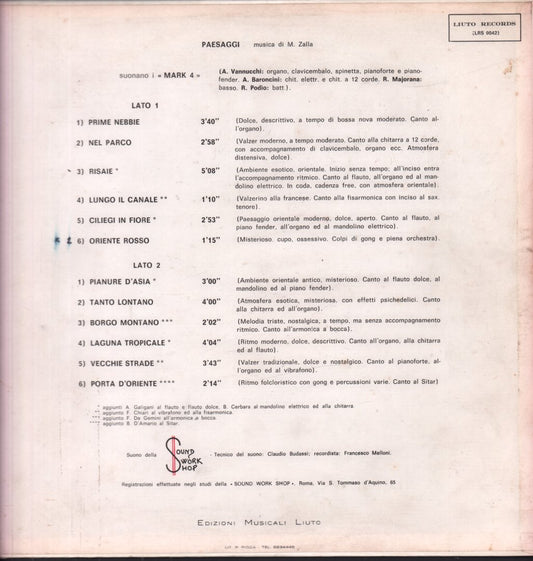 LIUTO RECORDS
(LRS 0042)
PAESAGGI musica di M. Zalla
suonano i « MARK 4 » (A. Vannucchi: organo, clavicembalo, spinetta, pianoforte e piano-
fender. A. Baroncini: chit. elettr. e chit. a 12 corde. R. Majorana:
basso. R. Podio: batt.).
LATO 1
1) PRIME NEBBIE 3'40" (Dolce, descrittivo, a tempo di bossa nova moderato. Canto al-
l'organo).
2) NEL PARCO 2'58" (Valzer moderno, a tempo moderato. Canto alla chitarra a 12 corde,
con accompagnamento di clavicembalo, organo ecc. Atmosfera
distensiva, dolce).
3) RISAIE * 5'08" (Ambiente esotico, orientale. Inizio senza tempo; all'inciso entra
l'accompagnamento ritmico. Canto al flauto, all'organo ed al man-
dolino elettrico. In coda, cadenza free, con atmosfera orientale).
4) LUNGO IL CANALE ** 1'10" (Valzerino alla francese. Canto alla fisarmonica con inciso al sax.
tenore).
5) CILIEGI IN FIORE * 2'53" (Paesaggio orientale moderno, dolce, aperto. Canto al flauto, al
piano fender, all'organo ed al mandolino elettrico).
6) ORIENTE ROSSO 1'15" (Misterioso, cupo, ossessivo. Colpi di gong e piena orchestra).
LATO 2
1) PIANURE D'ASIA * 3'00" (Ambiente orientale antico, misterioso. Canto al flauto dolce, al
mandolino ed al piano fender).
2) TANTO LONTANO 4'00" (Atmosfera esotica, misteriosa, con effetti psichedelici. Canto
alla chitarra ed all'organo).
3) BORGO MONTANO *** 2'02" (Melodia triste, nostalgica, a tempo, ma senza accompagnamento
ritmico. Canto all'armonica a bocca).
4) LAGUNA TROPICALE * 4'04" (Ritmo moderno, dolce, descrittivo. Canto all'organo, alla chitarra
ed al flauto).
5) VECCHIE STRADE ** 3'43" (Valzer tradizionale, dolce e nostalgico. Canto al pianoforte, al-
l'organo ed al vibrafono).
6) PORTA D'ORIENTE **** 2'14" (Ritmo folcloristico con gong e percussioni varie. Canto al Sitar)
* aggiunti A. Galigani al flauto e flauto dolce, B. Cerbara al mandolino elettrico ed alla chitarra.
** aggiunto F. Chiari al vibrafono ed alla fisarmonica.
*** aggiunto F. De Gemini all'armonica a bocca.
**** aggiunto B. D'Amario al Sitar.
Suono della SOUND WORK SHOP - Tecnico del suono: Claudio Budassi; recordista: Francesco Melloni.
Registrazioni effettuate negli studi della « SOUND WORK SHOP », Roma, Via S. Tommaso d'Aquino, 85
EDIZIONI MUSICALI LIUTO